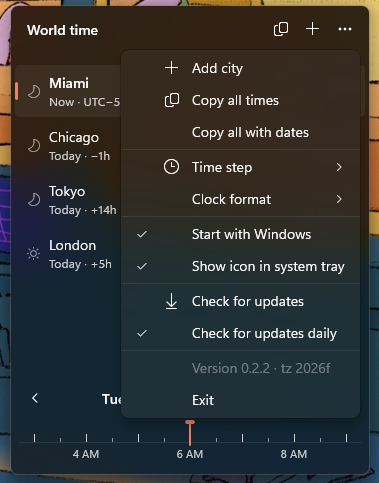 World time
Miami
Now · UTC−5
Chicago
Today · −1h
Tokyo
Today · +14h
London
Today · +5h
Add city
Copy all times
Copy all with dates
Time step
Clock format
Start with Windows
Show icon in system tray
Check for updates
Check for updates daily
Version 0.2.2 · tz 2026f
Exit
Tue
4 AM
6 AM
8 AM